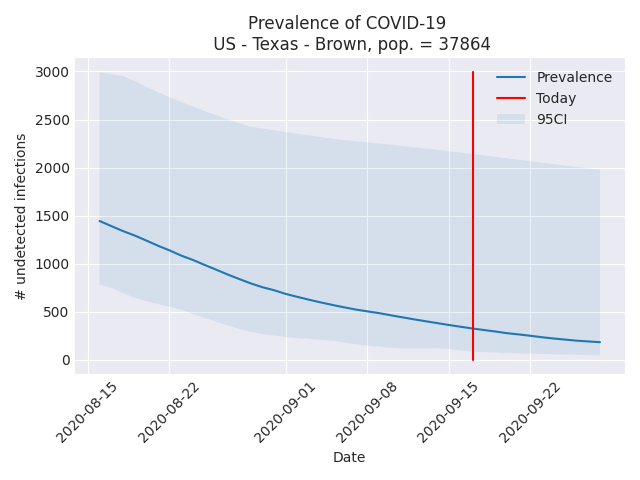 Prevalence of COVID-19
US - Texas - Brown, pop. = 37864
Prevalence
Today
95CI
3000
2500
2000
1500
1000
500
0
# undetected infections
2020-08-15
2020-08-22
2020-09-01
2020-09-08
2020-09-15
2020-09-22
Date